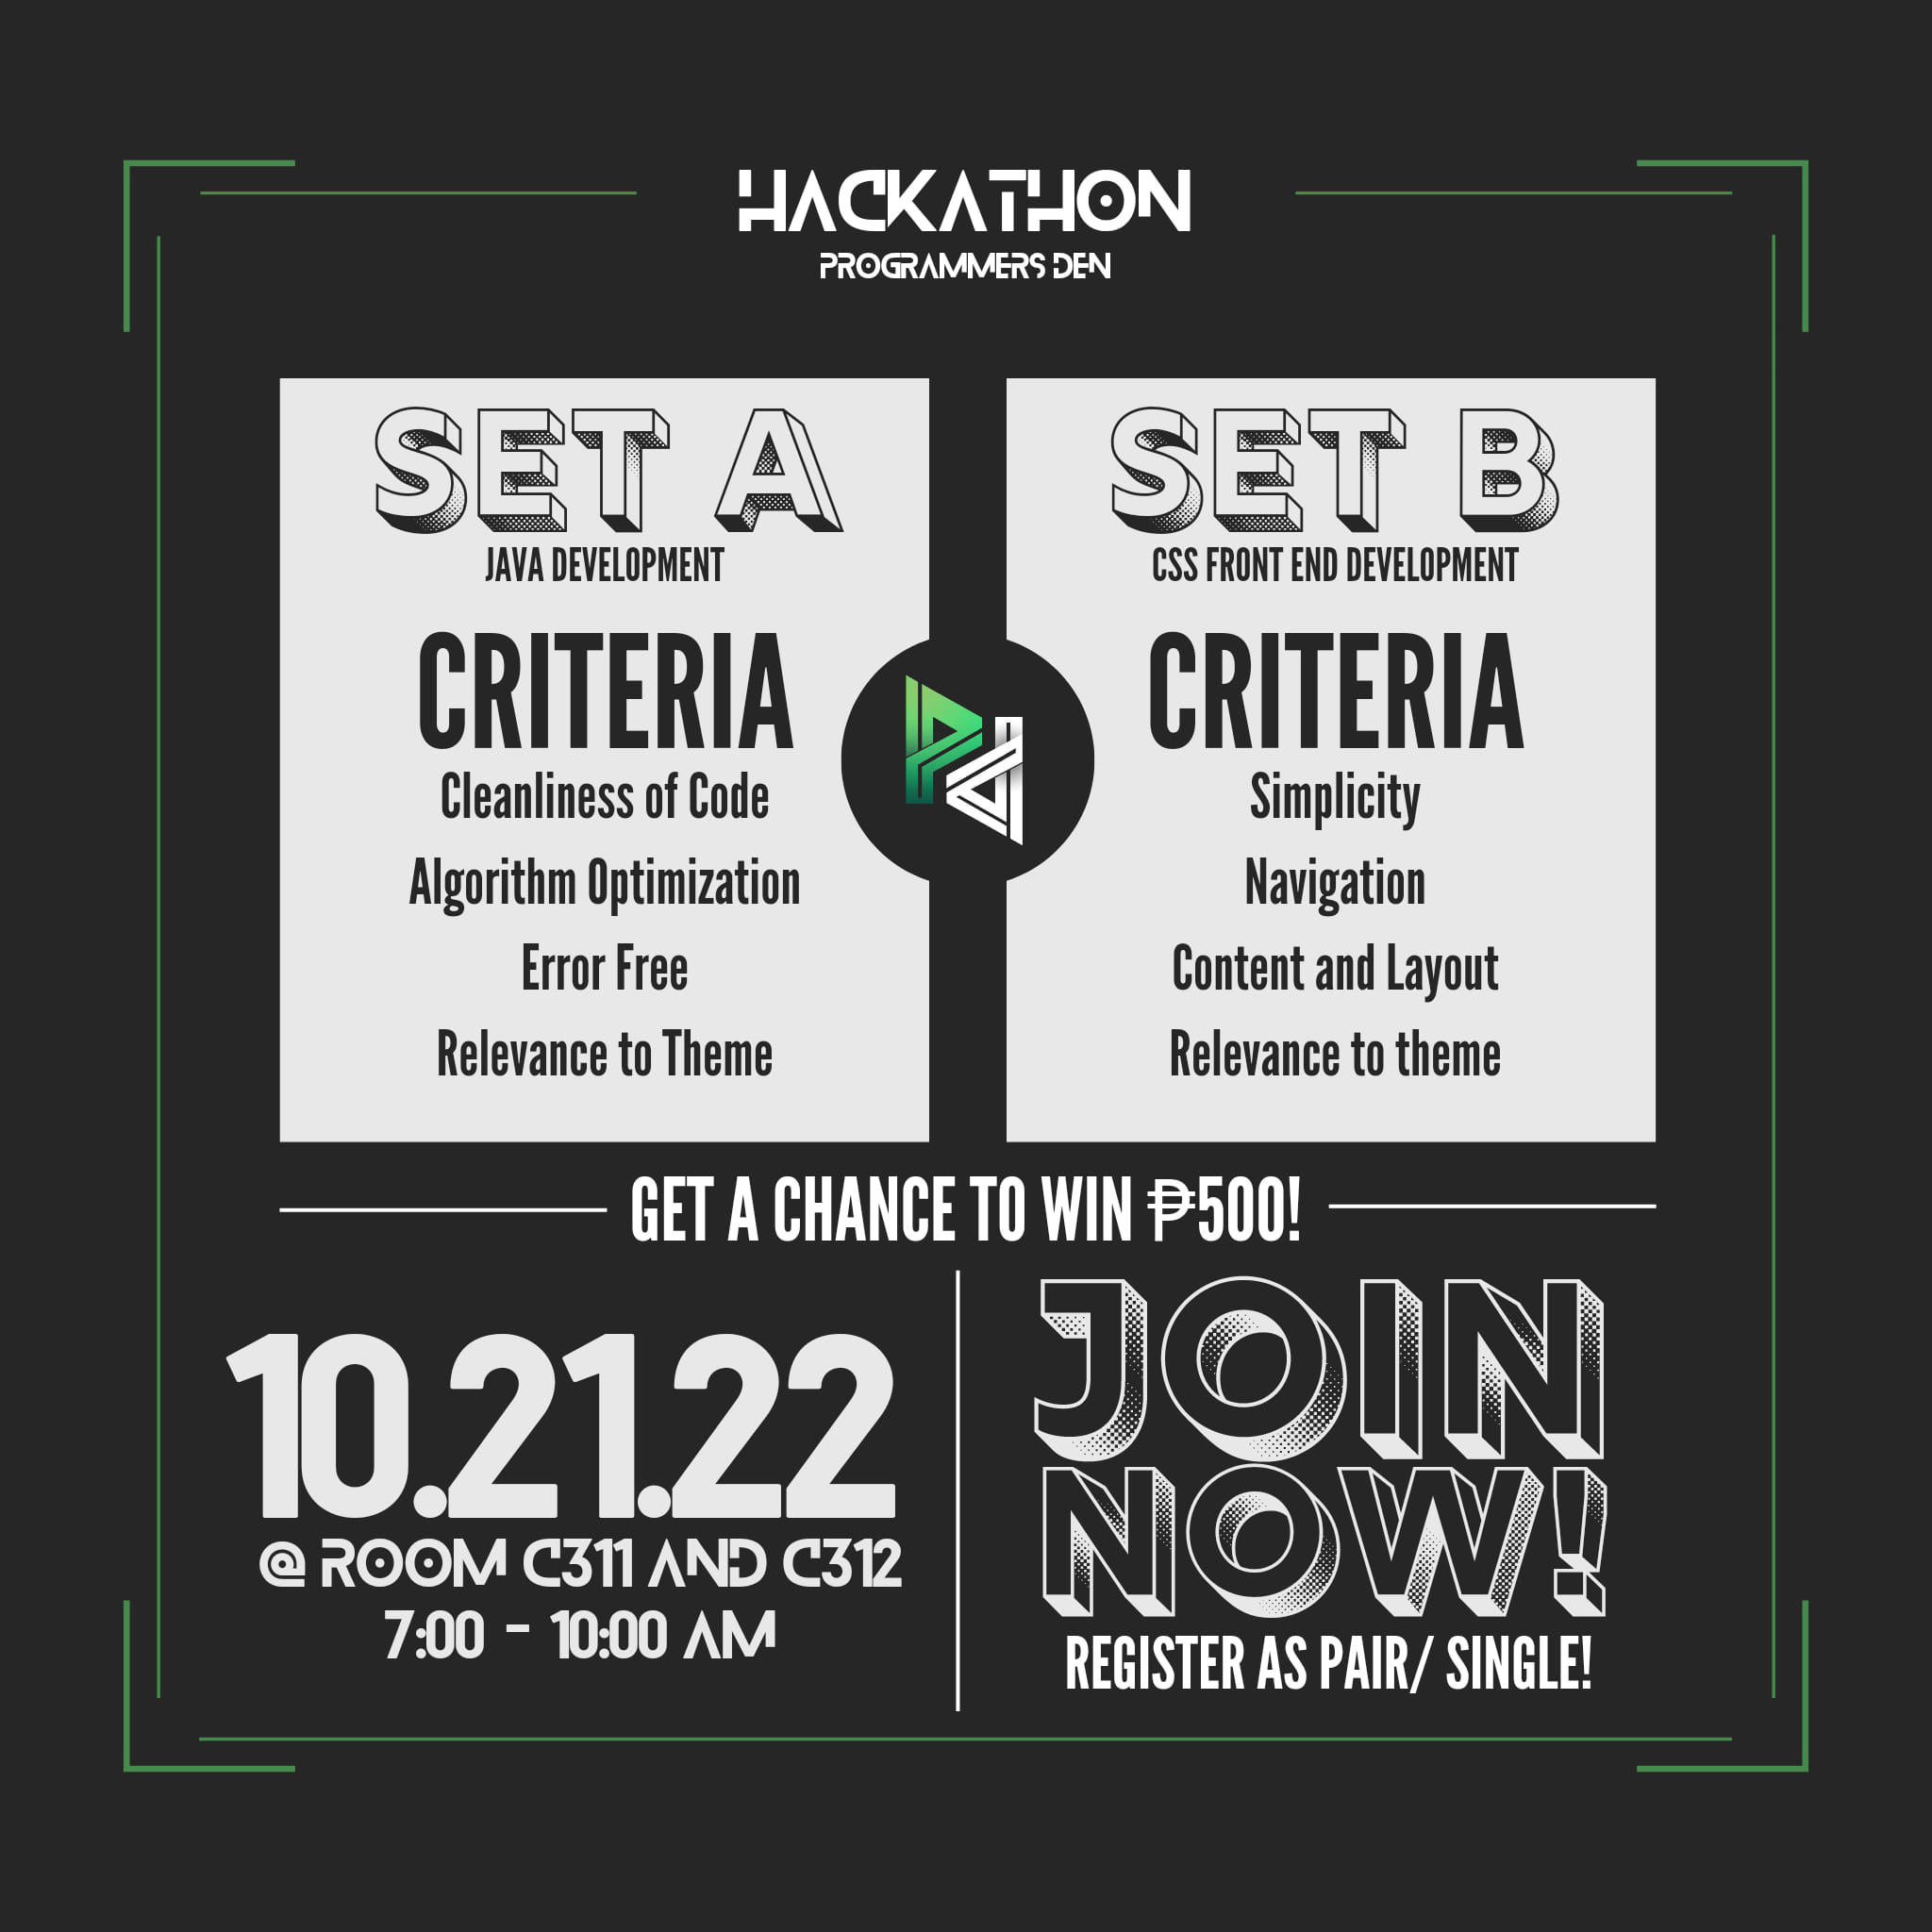 HACKATHON
PROGRAMMERS DEN
SET A
JAVA DEVELOPMENT
CRITERIA
Cleanliness of Code
Algorithm Optimization
Error Free
Relevance to Theme
SET B
CSS FRONT END DEVELOPMENT
CRITERIA
Simplicity
Navigation
Content and Layout
Relevance to theme
GET A CHANCE TO WIN ₱500!
10.21.22
@ ROOM C311 AND C312
7:00 - 10:00 AM
JOIN
NOW!
REGISTER AS PAIR/ SINGLE!